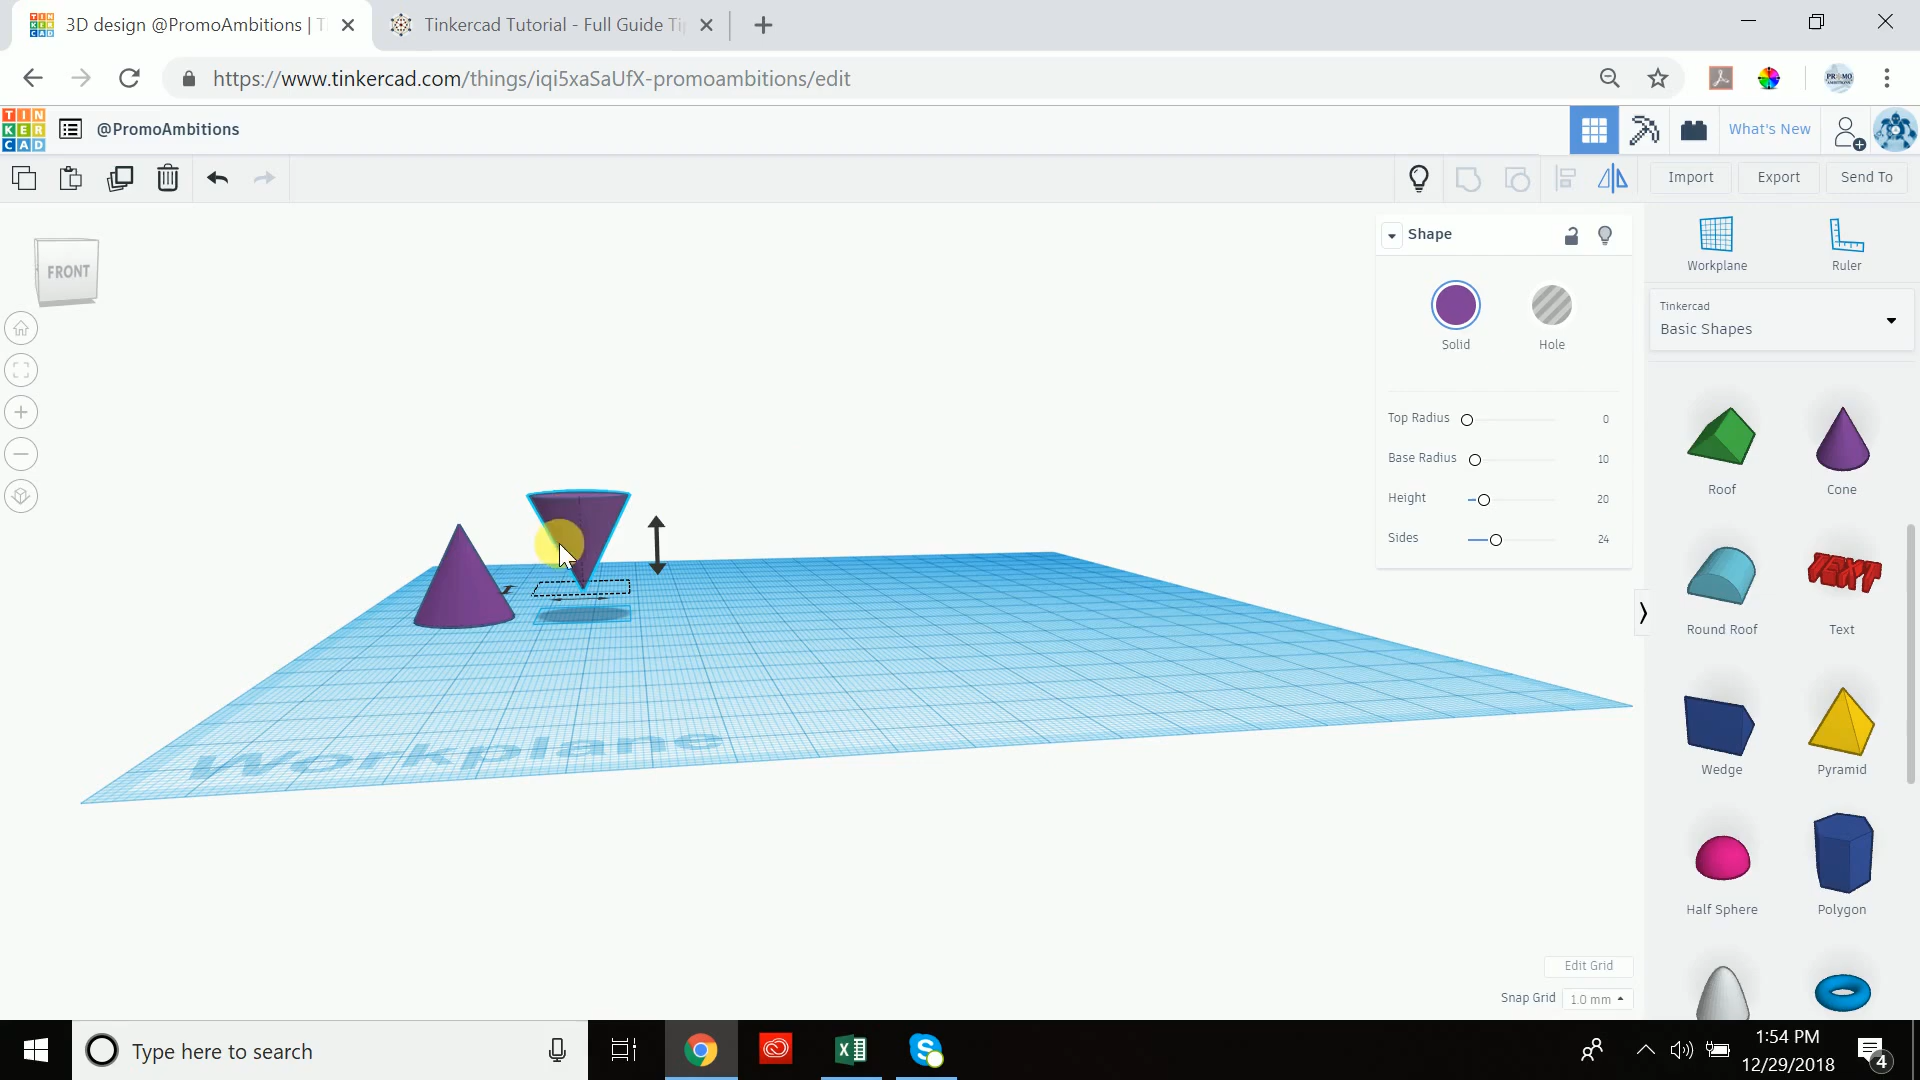 3D design @PromoAmbitions | T
Tinkercad Tutorial - Full Guide Ti
https://www.tinkercad.com/things/iqi5xaSaUfX-promoambitions/edit
TIN
KER
CAD
@PromoAmbitions
What's New
Import
Export
Send To
FRONT
Shape
Solid
Hole
Top Radius 0
Base Radius 10
Height 20
Sides 24
Workplane
Ruler
Tinkercad
Basic Shapes
Roof
Cone
Round Roof
TEXT
Text
Wedge
Pyramid
Half Sphere
Polygon
Workplane
Edit Grid
Snap Grid 1.0 mm
Type here to search
1:54 PM
12/29/2018
4